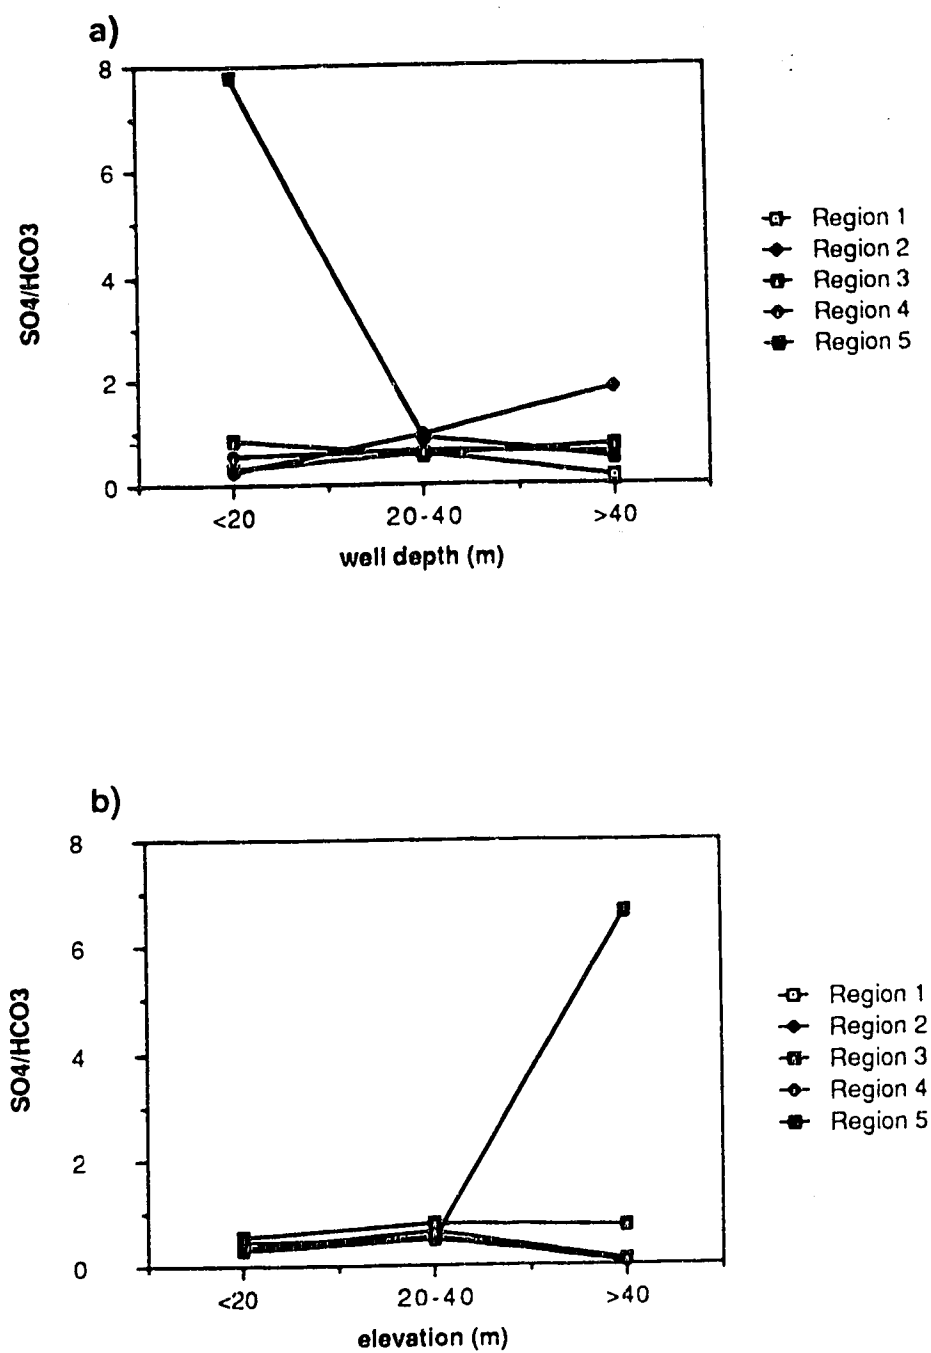 a)
8
6
4
2
0
SO4/HCO3
<20
20-40
>40
well depth (m)
Region 1
Region 2
Region 3
Region 4
Region 5
b)
8
6
4
2
0
SO4/HCO3
<20
20-40
>40
elevation (m)
Region 1
Region 2
Region 3
Region 4
Region 5